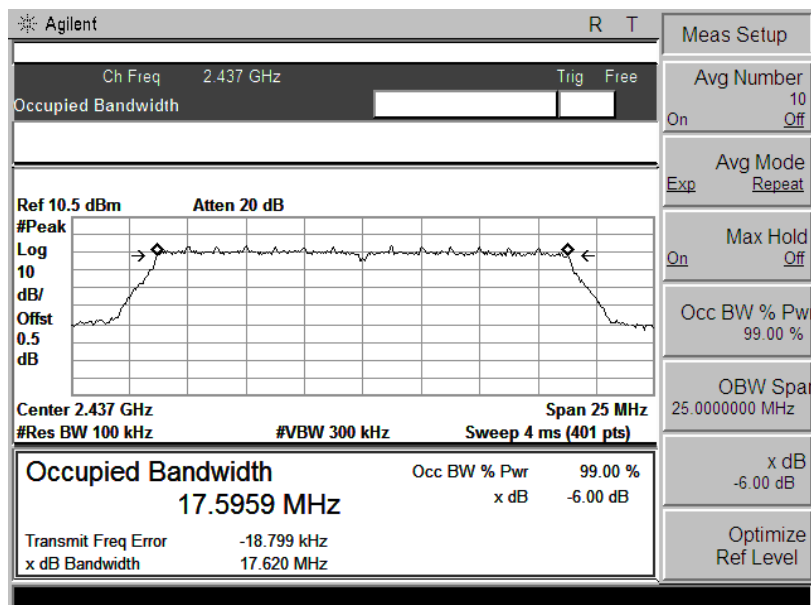 Agilent R T
Ch Freq 2.437 GHz Trig Free
Occupied Bandwidth
Ref 10.5 dBm Atten 20 dB
#Peak
Log
10
dB/
Offst
0.5
dB
Center 2.437 GHz Span 25 MHz
#Res BW 100 kHz #VBW 300 kHz Sweep 4 ms (401 pts)
Occupied Bandwidth
17.5959 MHz
Occ BW % Pwr 99.00 %
x dB -6.00 dB
Transmit Freq Error -18.799 kHz
x dB Bandwidth 17.620 MHz
Meas Setup
Avg Number
10
On Off
Avg Mode
Exp Repeat
Max Hold
On Off
Occ BW % Pwr
99.00 %
OBW Span
25.0000000 MHz
x dB
-6.00 dB
Optimize
Ref Level